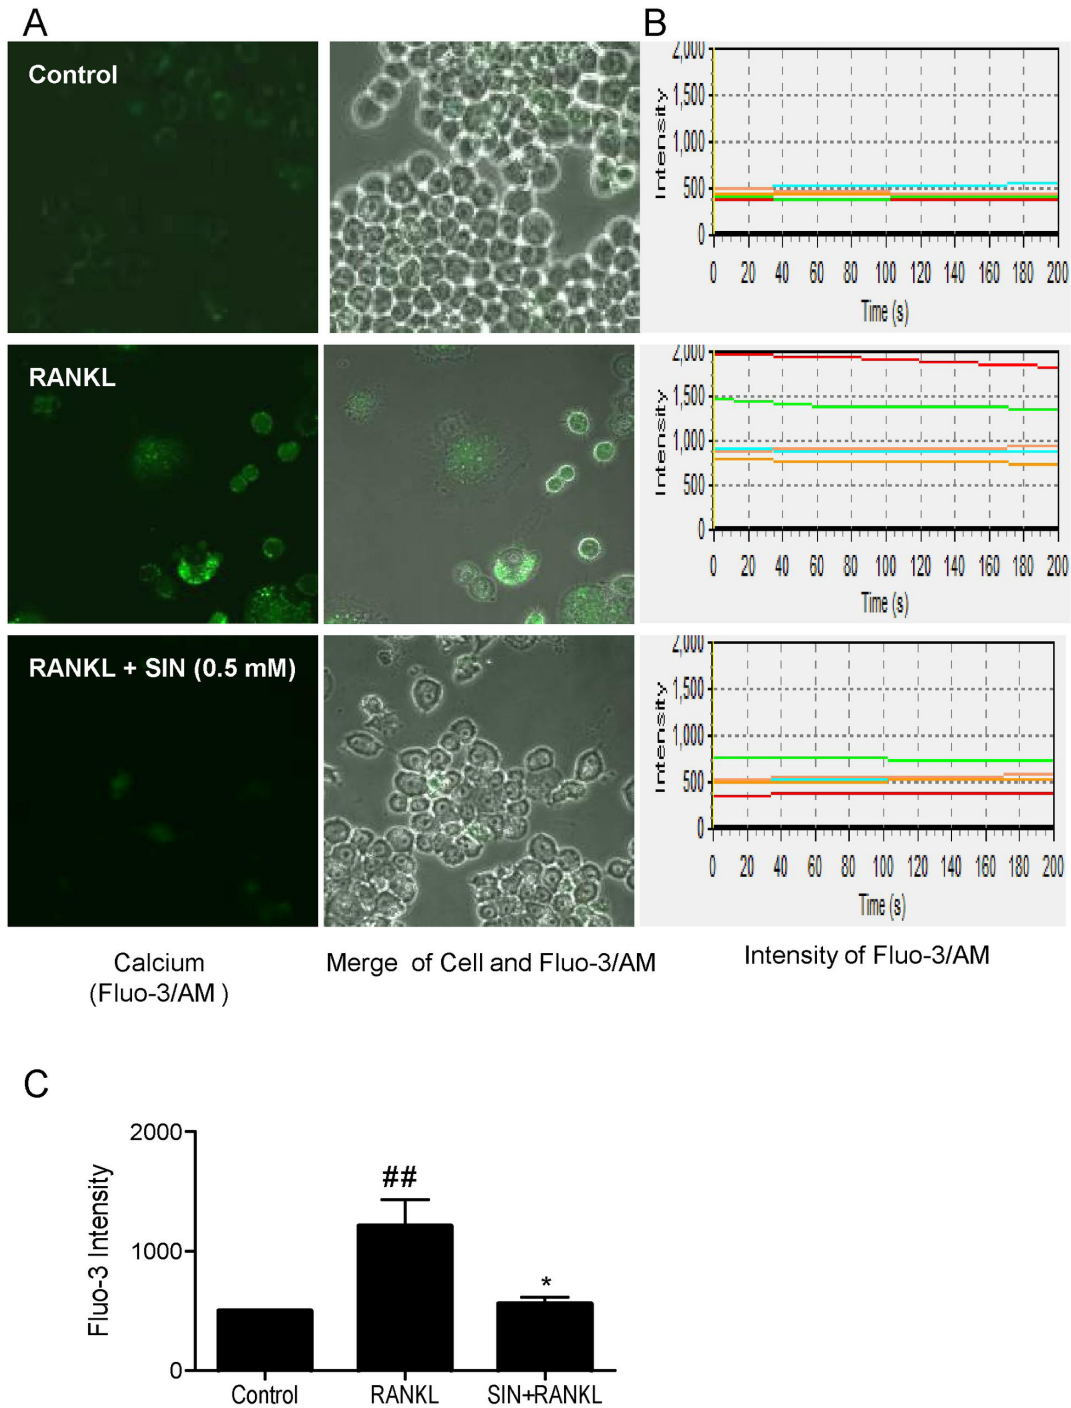 A
B
Control
Intensity
2,000
1,500
1,000
500
0
0 20 40 60 80 100 120 140 160 180 200
Time (s)
RANKL
Intensity
2,000
1,500
1,000
500
0
0 20 40 60 80 100 120 140 160 180 200
Time (s)
RANKL + SIN (0.5 mM)
Intensity
2,000
1,500
1,000
500
0
0 20 40 60 80 100 120 140 160 180 200
Time (s)
Calcium
(Fluo-3/AM )
Merge of Cell and Fluo-3/AM
Intensity of Fluo-3/AM
C
Fluo-3 Intensity
2000
1000
0
##
*
Control RANKL SIN+RANKL